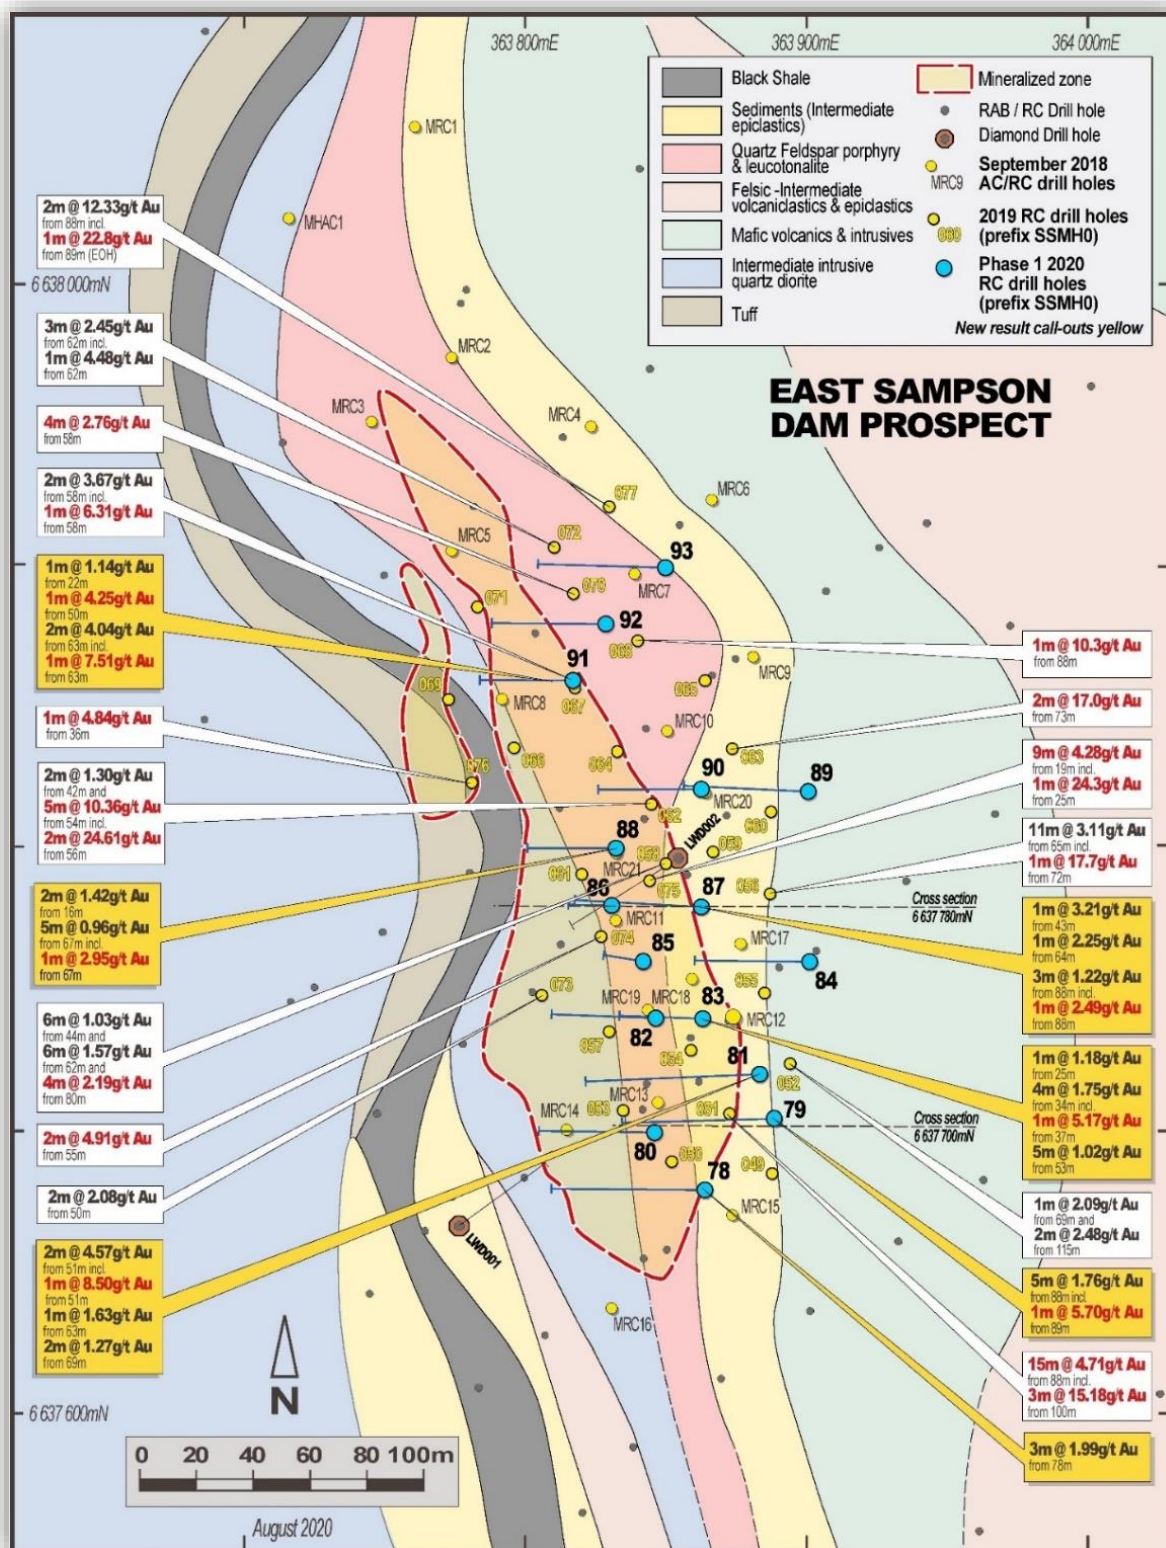 363 800mE
363 900mE
364 000mE
Black Shale
Sediments (Intermediate
epiclastics)
Quartz Feldspar porphyry
& leucotonalite
Felsic -Intermediate
volcaniclastics & epiclastics
Mafic volcanics & intrusives
Intermediate intrusive
quartz diorite
Tuff
Mineralized zone
RAB / RC Drill hole
Diamond Drill hole
September 2018
MRC9 AC/RC drill holes
2019 RC drill holes
(prefix SSMH0)
Phase 1 2020
RC drill holes
(prefix SSMH0)
New result call-outs yellow
EAST SAMPSON
DAM PROSPECT
6 638 000mN
6 637 600mN
2m @ 12.33g/t Au
from 88m incl.
1m @ 22.8g/t Au
from 89m (EOH)
3m @ 2.45g/t Au
from 62m incl.
1m @ 4.48g/t Au
from 62m
4m @ 2.76g/t Au
from 58m
2m @ 3.67g/t Au
from 58m incl.
1m @ 6.31g/t Au
from 58m
1m @ 1.14g/t Au
from 22m
1m @ 4.25g/t Au
from 50m
2m @ 4.04g/t Au
from 63m incl.
1m @ 7.51g/t Au
from 63m
1m @ 4.84g/t Au
from 36m
2m @ 1.30g/t Au
from 42m and
5m @ 10.36g/t Au
from 54m incl.
2m @ 24.61g/t Au
from 56m
2m @ 1.42g/t Au
from 16m
5m @ 0.96g/t Au
from 67m incl.
1m @ 2.95g/t Au
from 67m
6m @ 1.03g/t Au
from 44m and
6m @ 1.57g/t Au
from 62m and
4m @ 2.19g/t Au
from 80m
2m @ 4.91g/t Au
from 55m
2m @ 2.08g/t Au
from 50m
2m @ 4.57g/t Au
from 51m incl.
1m @ 8.50g/t Au
from 51m
1m @ 1.63g/t Au
from 63m
2m @ 1.27g/t Au
from 69m
1m @ 10.3g/t Au
from 88m
2m @ 17.0g/t Au
from 73m
9m @ 4.28g/t Au
from 19m incl.
1m @ 24.3g/t Au
from 25m
11m @ 3.11g/t Au
from 65m incl.
1m @ 17.7g/t Au
from 72m
1m @ 3.21g/t Au
from 43m
1m @ 2.25g/t Au
from 64m
3m @ 1.22g/t Au
from 88m incl.
1m @ 2.49g/t Au
from 88m
1m @ 1.18g/t Au
from 25m
4m @ 1.75g/t Au
from 34m incl.
1m @ 5.17g/t Au
from 37m
5m @ 1.02g/t Au
from 53m
1m @ 2.09g/t Au
from 69m and
2m @ 2.48g/t Au
from 115m
5m @ 1.76g/t Au
from 88m incl.
1m @ 5.70g/t Au
from 89m
15m @ 4.71g/t Au
from 88m incl.
3m @ 15.18g/t Au
from 100m
3m @ 1.99g/t Au
from 78m
MRC1
MHAC1
MRC2
MRC3
MRC4
MRC6
077
072
MRC5
93
MRC7
071
92
91
MRC9
069
MRC8
067
MRC10
066
064
063
90
89
MRC20
062
060
LWD002
88
059
MRC21
061
075
86
87
Cross section
6 637 780mN
MRC11
074
MRC17
85
84
073
055
MRC19
MRC18
83
MRC12
82
057
054
81
052
MRC13
053
79
MRC14
Cross section
6 637 700mN
80
78
049
MRC15
LWD001
MRC16
N
0 20 40 60 80 100m
August 2020